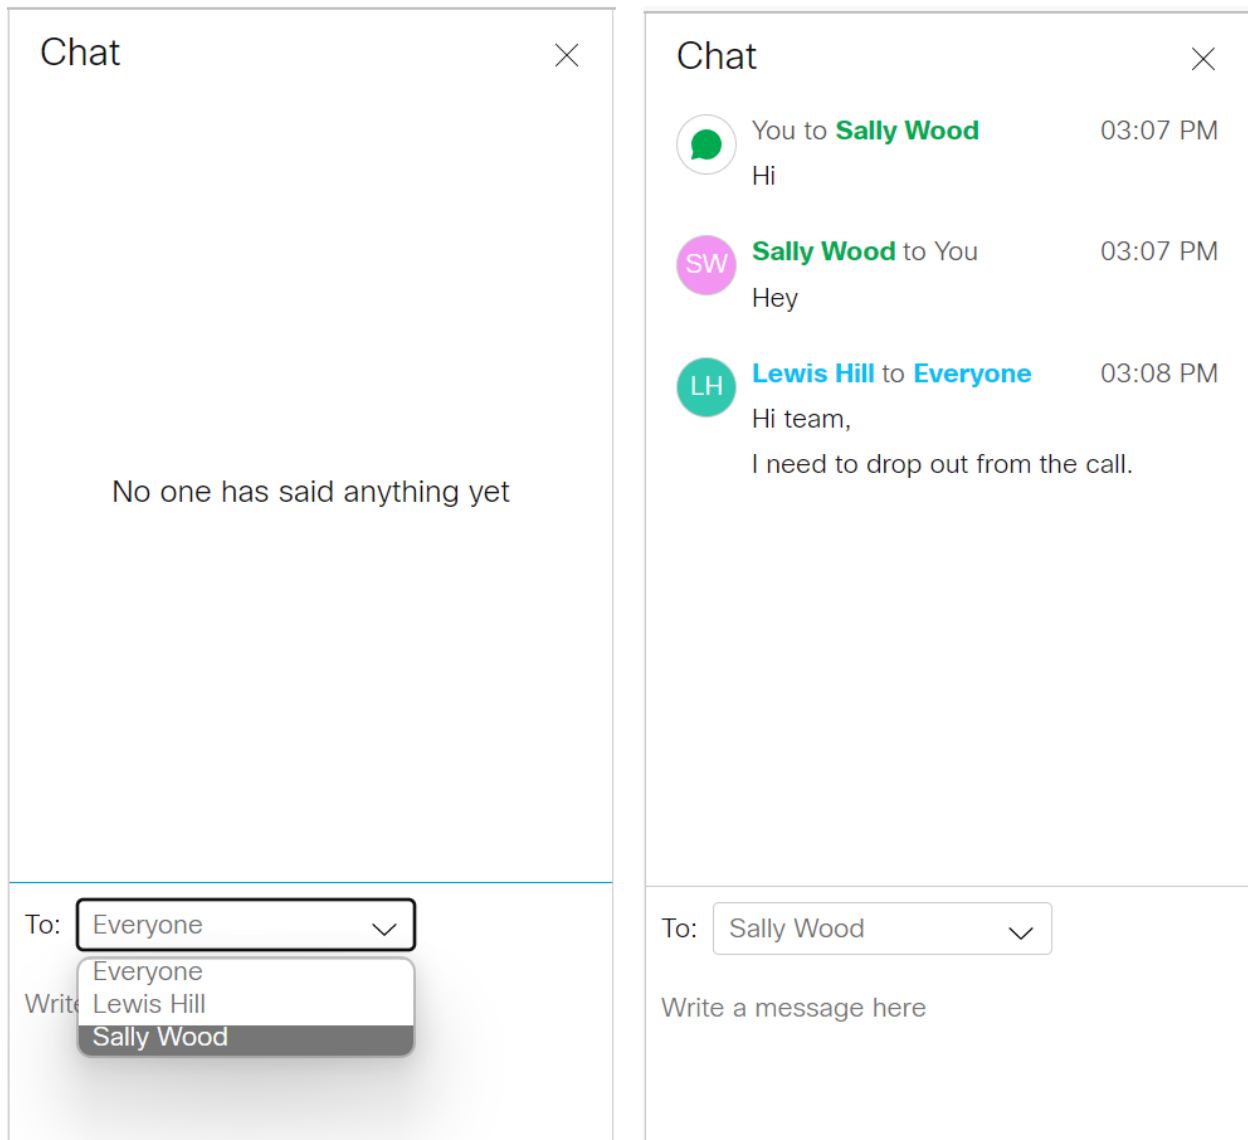 Chat
No one has said anything yet
To: Everyone
Everyone
Write
Lewis Hill
Sally Wood
Chat
You to Sally Wood 03:07 PM
Hi
SW
Sally Wood to You 03:07 PM
Hey
LH
Lewis Hill to Everyone 03:08 PM
Hi team,
I need to drop out from the call.
To: Sally Wood
Write a message here